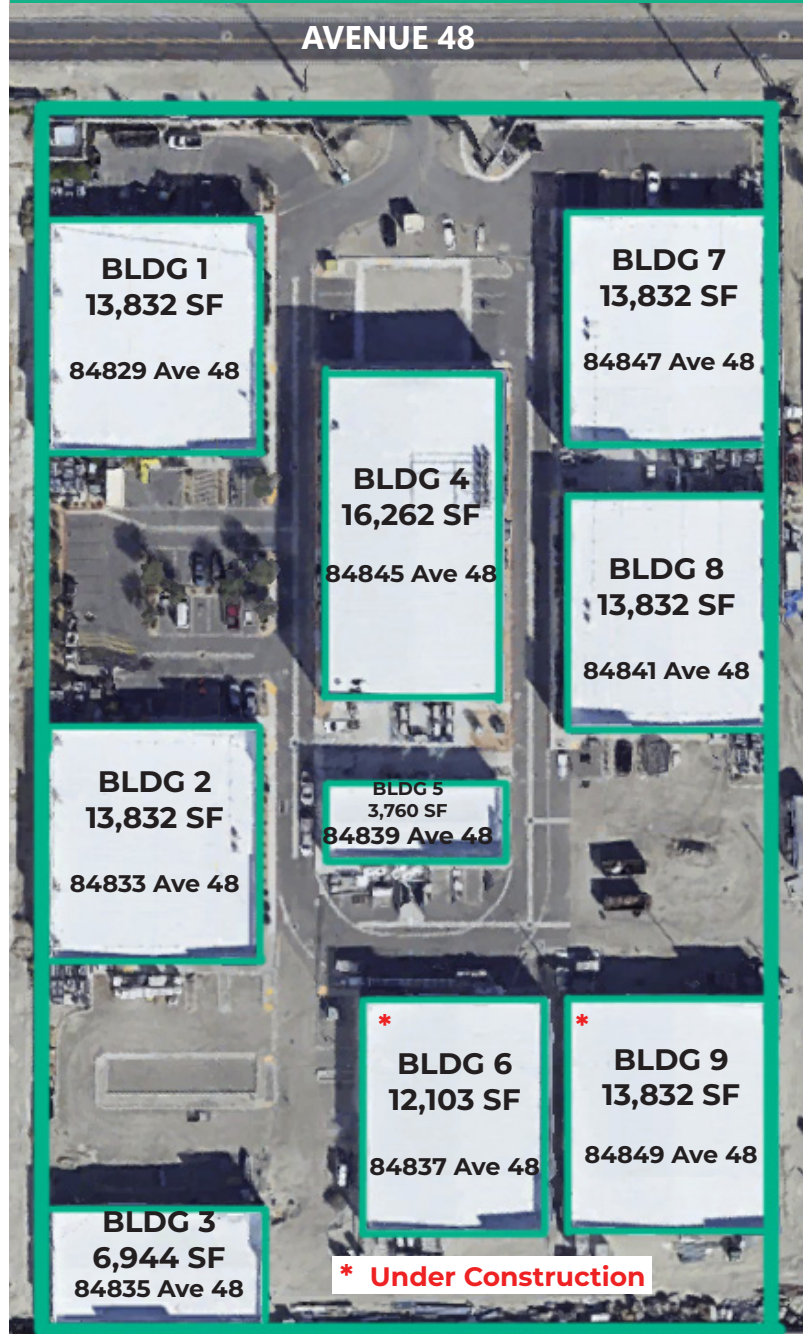 AVENUE 48
BLDG 1
13,832 SF
84829 Ave 48
BLDG 7
13,832 SF
84847 Ave 48
BLDG 4
16,262 SF
84845 Ave 48
BLDG 8
13,832 SF
84841 Ave 48
BLDG 2
13,832 SF
84833 Ave 48
BLDG 5
3,760 SF
84839 Ave 48
*
BLDG 6
12,103 SF
84837 Ave 48
*
BLDG 9
13,832 SF
84849 Ave 48
BLDG 3
6,944 SF
84835 Ave 48
* Under Construction